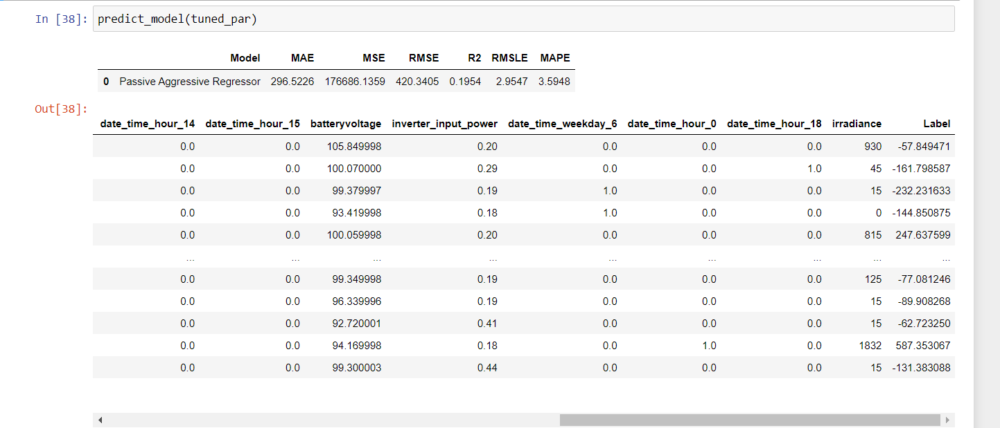 In [38]: predict_model(tuned_par)
Model MAE MSE RMSE R2 RMSLE MAPE
0 Passive Aggressive Regressor 296.5226 176686.1359 420.3405 0.1954 2.9547 3.5948
Out[38]:
date_time_hour_14 date_time_hour_15 batteryvoltage inverter_input_power date_time_weekday_6 date_time_hour_0 date_time_hour_18 irradiance Label
0.0 0.0 105.849998 0.20 0.0 0.0 0.0 930 -57.849471
0.0 0.0 100.070000 0.29 0.0 0.0 1.0 45 -161.798587
0.0 0.0 99.379997 0.19 1.0 0.0 0.0 15 -232.231633
0.0 0.0 93.419998 0.18 1.0 0.0 0.0 0 -144.850875
0.0 0.0 100.059998 0.20 0.0 0.0 0.0 815 247.637599
... ... ... ... ... ... ... ... ...
0.0 0.0 99.349998 0.19 0.0 0.0 0.0 125 -77.081246
0.0 0.0 96.339996 0.19 0.0 0.0 0.0 15 -89.908268
0.0 0.0 92.720001 0.41 0.0 0.0 0.0 15 -62.723250
0.0 0.0 94.169998 0.18 0.0 1.0 0.0 1832 587.353067
0.0 0.0 99.300003 0.44 0.0 0.0 0.0 15 -131.383088